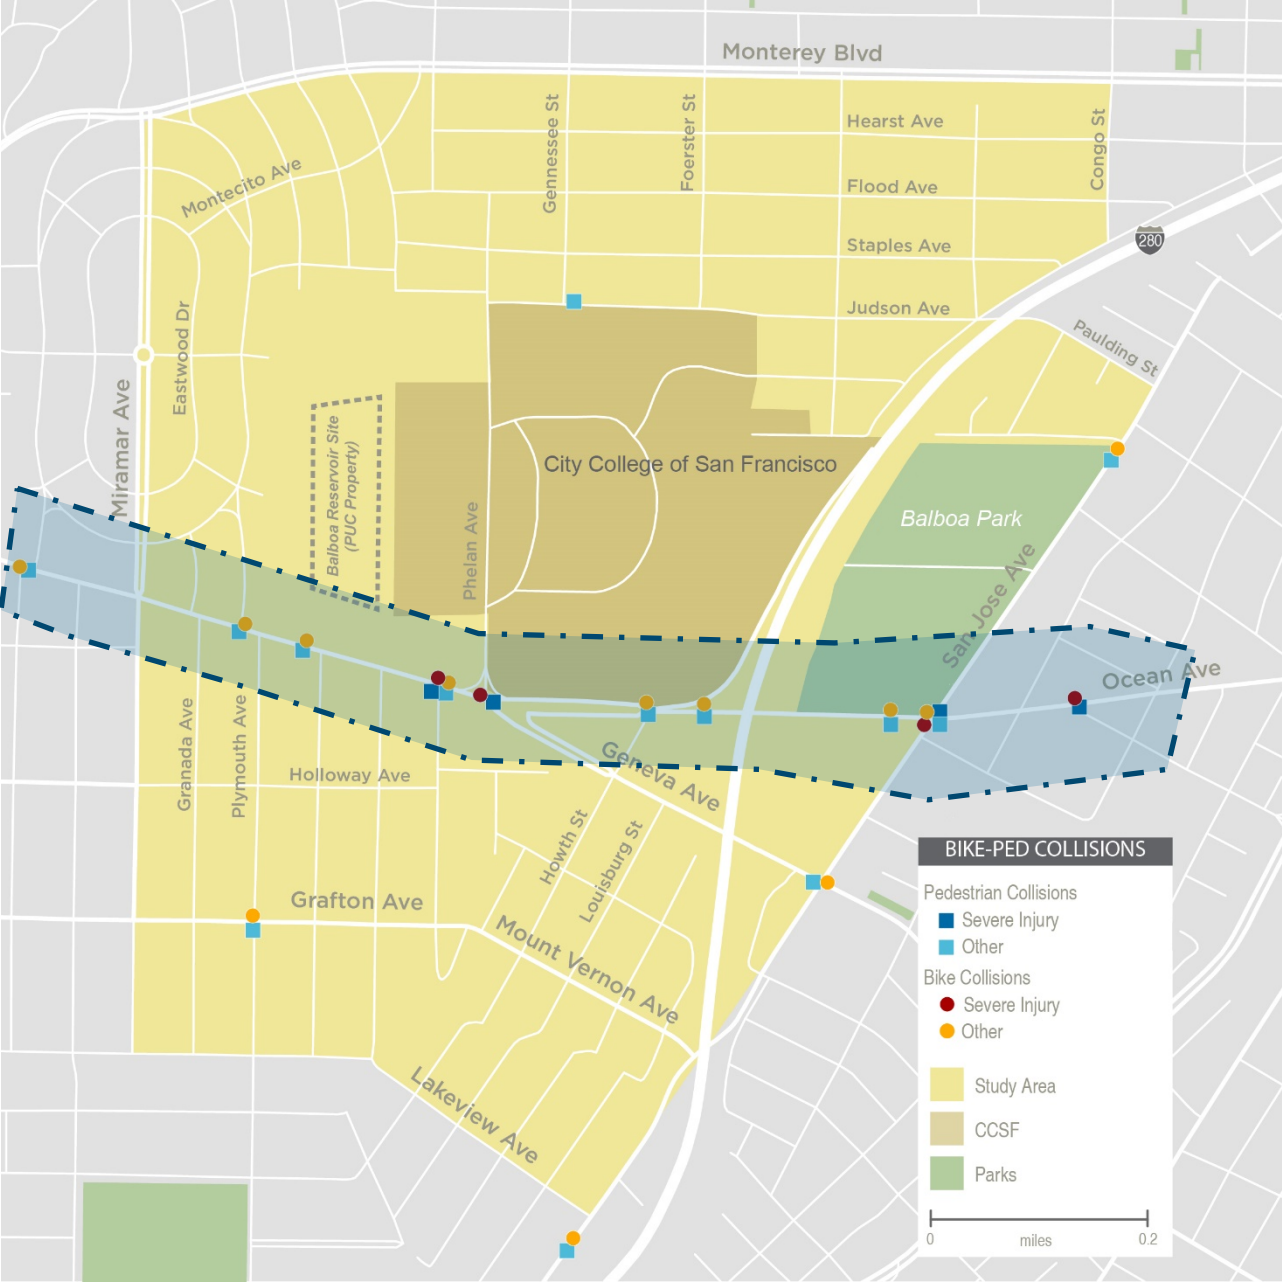 Monterey Blvd
Gennessee St
Foerster St
Congo St
Hearst Ave
Montecito Ave
Flood Ave
280
Staples Ave
Judson Ave
Paulding St
Eastwood Dr
Miramar Ave
Balboa Reservoir Site
(PUC Property)
Phelan Ave
City College of San Francisco
Balboa Park
San Jose Ave
Ocean Ave
Granada Ave
Plymouth Ave
Holloway Ave
Geneva Ave
Howth St
Louisburg St
Grafton Ave
Mount Vernon Ave
Lakeview Ave
BIKE-PED COLLISIONS
Pedestrian Collisions
Severe Injury
Other
Bike Collisions
Severe Injury
Other
Study Area
CCSF
Parks
0 miles 0.2